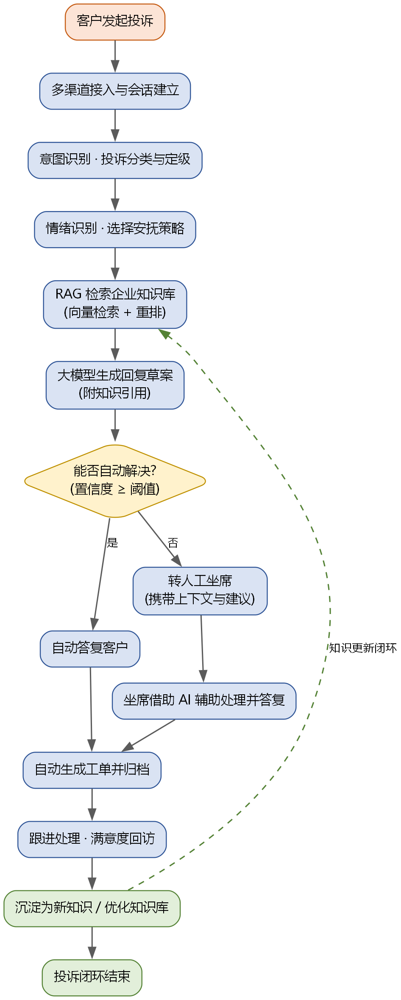 客户发起投诉
多渠道接入与会话建立
意图识别 · 投诉分类与定级
情绪识别 · 选择安抚策略
RAG 检索企业知识库
(向量检索 + 重排)
大模型生成回复草案
(附知识引用)
能否自动解决?
(置信度 ≥ 阈值)
是
否
转人工坐席
(携带上下文与建议)
自动答复客户
知识更新闭环
坐席借助 AI 辅助处理并答复
自动生成工单并归档
跟进处理 · 满意度回访
沉淀为新知识 / 优化知识库
投诉闭环结束